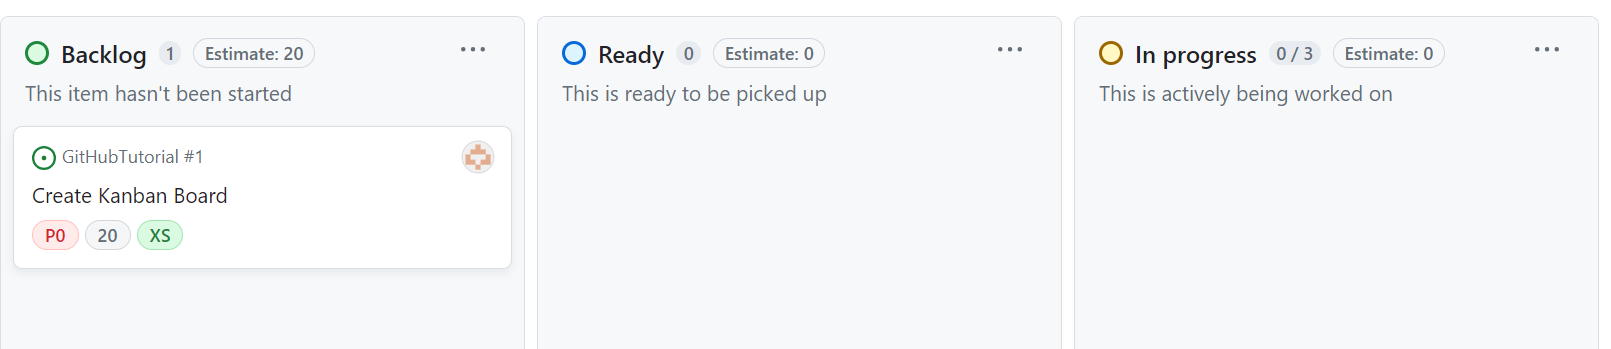 Backlog 1 Estimate: 20 ...
This item hasn't been started
GitHubTutorial #1
Create Kanban Board
P0 20 XS
Ready 0 Estimate: 0 ...
This is ready to be picked up
In progress 0 / 3 Estimate: 0 ...
This is actively being worked on